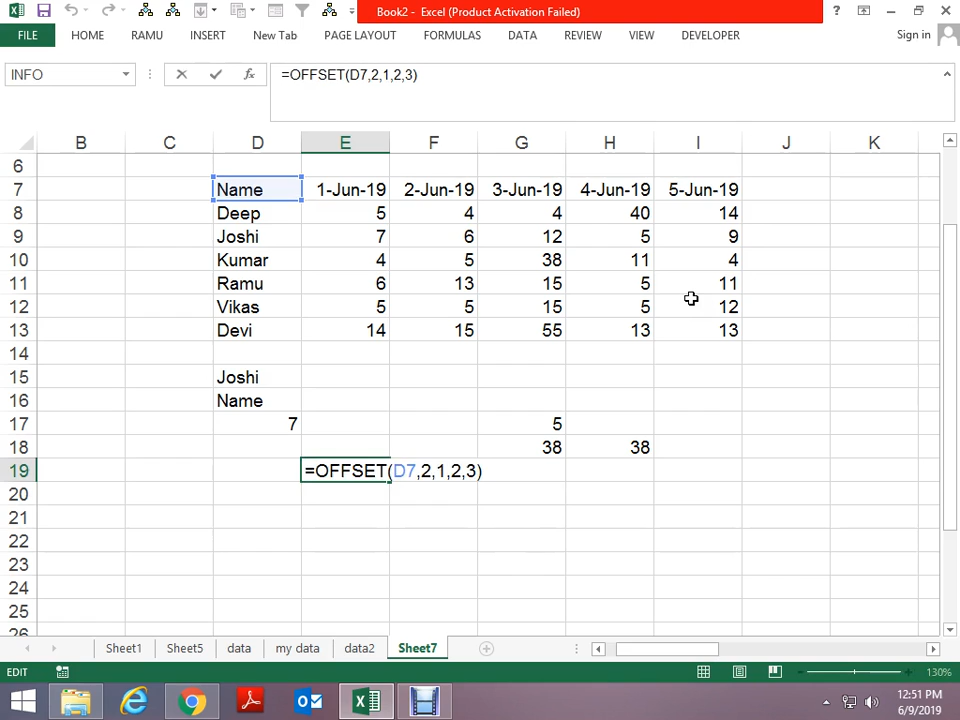 Book2 - Excel (Product Activation Failed)
FILE HOME RAMU INSERT New Tab PAGE LAYOUT FORMULAS DATA REVIEW VIEW DEVELOPER Sign in
INFO =OFFSET(D7,2,1,2,3)
B C D E F G H I J K
6
7 Name 1-Jun-19 2-Jun-19 3-Jun-19 4-Jun-19 5-Jun-19
8 Deep 5 4 4 40 14
9 Joshi 7 6 12 5 9
10 Kumar 4 5 38 11 4
11 Ramu 6 13 15 5 11
12 Vikas 5 5 15 5 12
13 Devi 14 15 55 13 13
14
15 Joshi
16 Name
17 7 5
18 38 38
19 =OFFSET(D7,2,1,2,3)
20
21
22
23
24
25
26
Sheet1 Sheet5 data my data data2 Sheet7
EDIT 130%
12:51 PM
6/9/2019